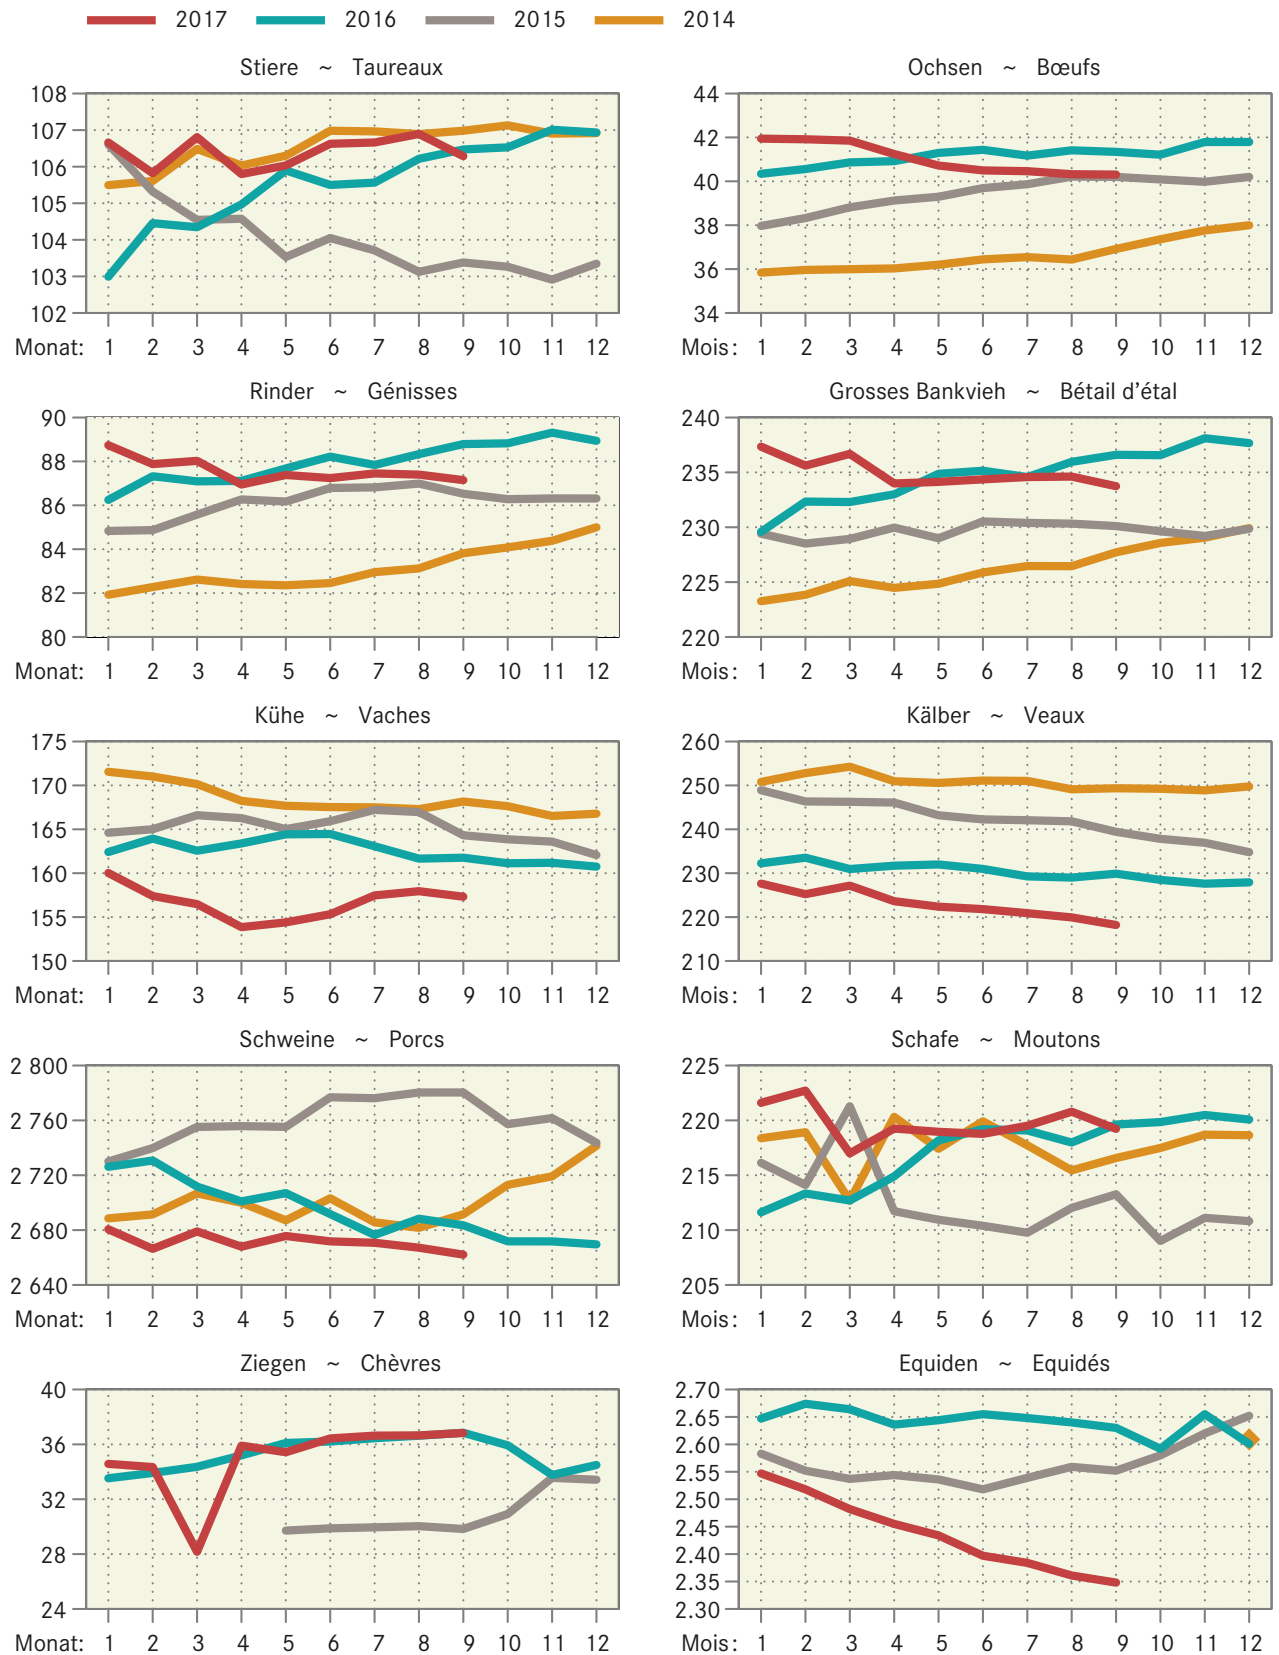 2017 2016 2015 2014
Stiere ~ Taureaux
108
107
106
105
104
103
102
Monat: 1 2 3 4 5 6 7 8 9 10 11 12
Ochsen ~ Bœufs
44
42
40
38
36
34
Mois: 1 2 3 4 5 6 7 8 9 10 11 12
Rinder ~ Génisses
90
88
86
84
82
80
Monat: 1 2 3 4 5 6 7 8 9 10 11 12
Grosses Bankvieh ~ Bétail d’étal
240
235
230
225
220
Mois: 1 2 3 4 5 6 7 8 9 10 11 12
Kühe ~ Vaches
175
170
165
160
155
150
Monat: 1 2 3 4 5 6 7 8 9 10 11 12
Kälber ~ Veaux
260
250
240
230
220
210
Mois: 1 2 3 4 5 6 7 8 9 10 11 12
Schweine ~ Porcs
2 800
2 760
2 720
2 680
2 640
Monat: 1 2 3 4 5 6 7 8 9 10 11 12
Schafe ~ Moutons
225
220
215
210
205
Mois: 1 2 3 4 5 6 7 8 9 10 11 12
Ziegen ~ Chèvres
40
36
32
28
24
Monat: 1 2 3 4 5 6 7 8 9 10 11 12
Equiden ~ Equidés
2.70
2.65
2.60
2.55
2.50
2.45
2.40
2.35
2.30
Mois: 1 2 3 4 5 6 7 8 9 10 11 12